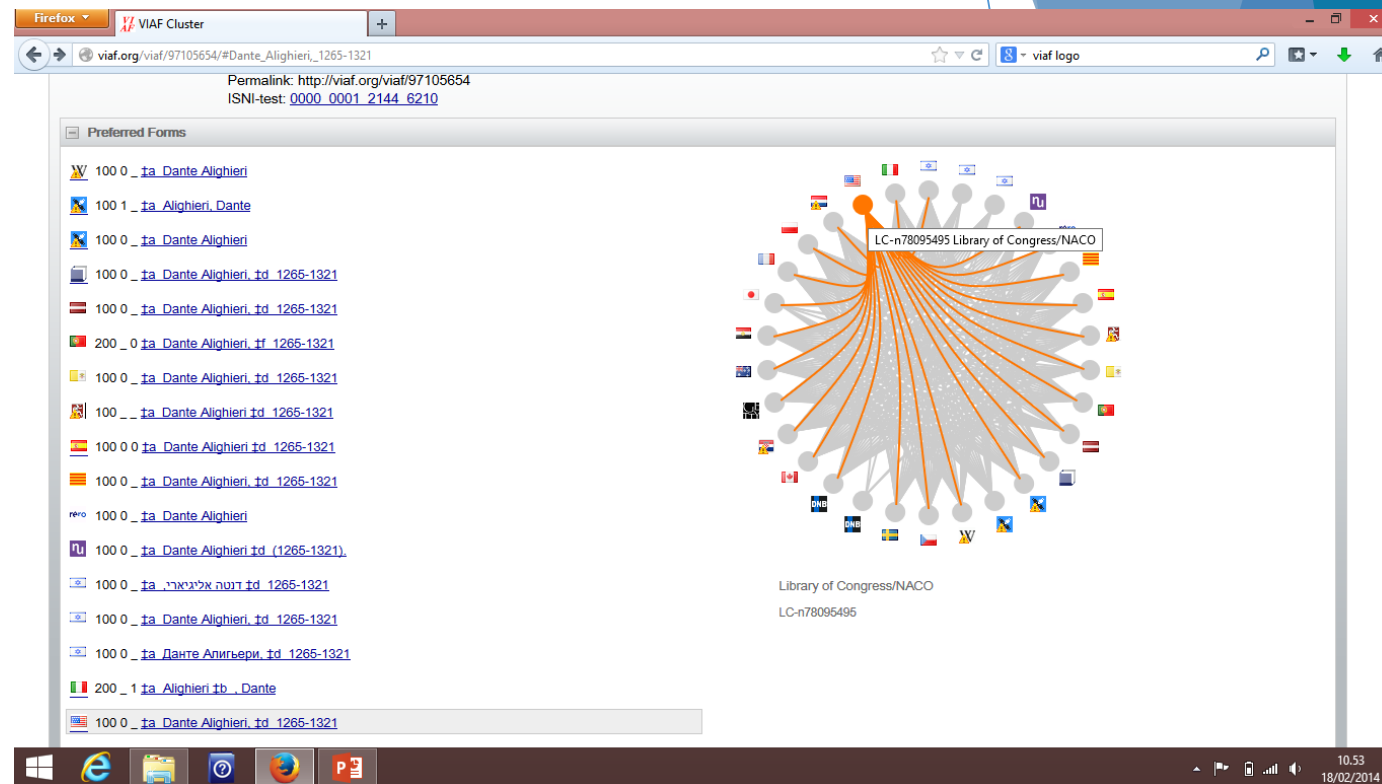 Firefox
VIAF Cluster
viaf.org/viaf/97105654/#Dante_Alighieri,_1265-1321
viaf logo
Permalink: http://viaf.org/viaf/97105654
ISNI-test: 0000 0001 2144 6210
Preferred Forms
100 0 _ ‡a Dante Alighieri
100 1 _ ‡a Alighieri, Dante
100 0 _ ‡a Dante Alighieri
100 0 _ ‡a Dante Alighieri, ‡d 1265-1321
100 0 _ ‡a Dante Alighieri, ‡d 1265-1321
200 _ 0 ‡a Dante Alighieri, ‡f 1265-1321
100 0 _ ‡a Dante Alighieri, ‡d 1265-1321
100 _ _ ‡a Dante Alighieri ‡d 1265-1321
100 0 0 ‡a Dante Alighieri ‡d 1265-1321
100 0 _ ‡a Dante Alighieri, ‡d 1265-1321
rero 100 0 _ ‡a Dante Alighieri
100 0 _ ‡a Dante Alighieri ‡d (1265-1321).
100 0 _ ‡a דנטה אליגיארי, ‡d 1265-1321
100 0 _ ‡a Dante Alighieri, ‡d 1265-1321
100 0 _ ‡a Данте Алигьери, ‡d 1265-1321
200 _ 1 ‡a Alighieri ‡b , Dante
100 0 _ ‡a Dante Alighieri, ‡d 1265-1321
LC-n78095495 Library of Congress/NACO
DNB
DNB
Library of Congress/NACO
LC-n78095495
10.53
18/02/2014